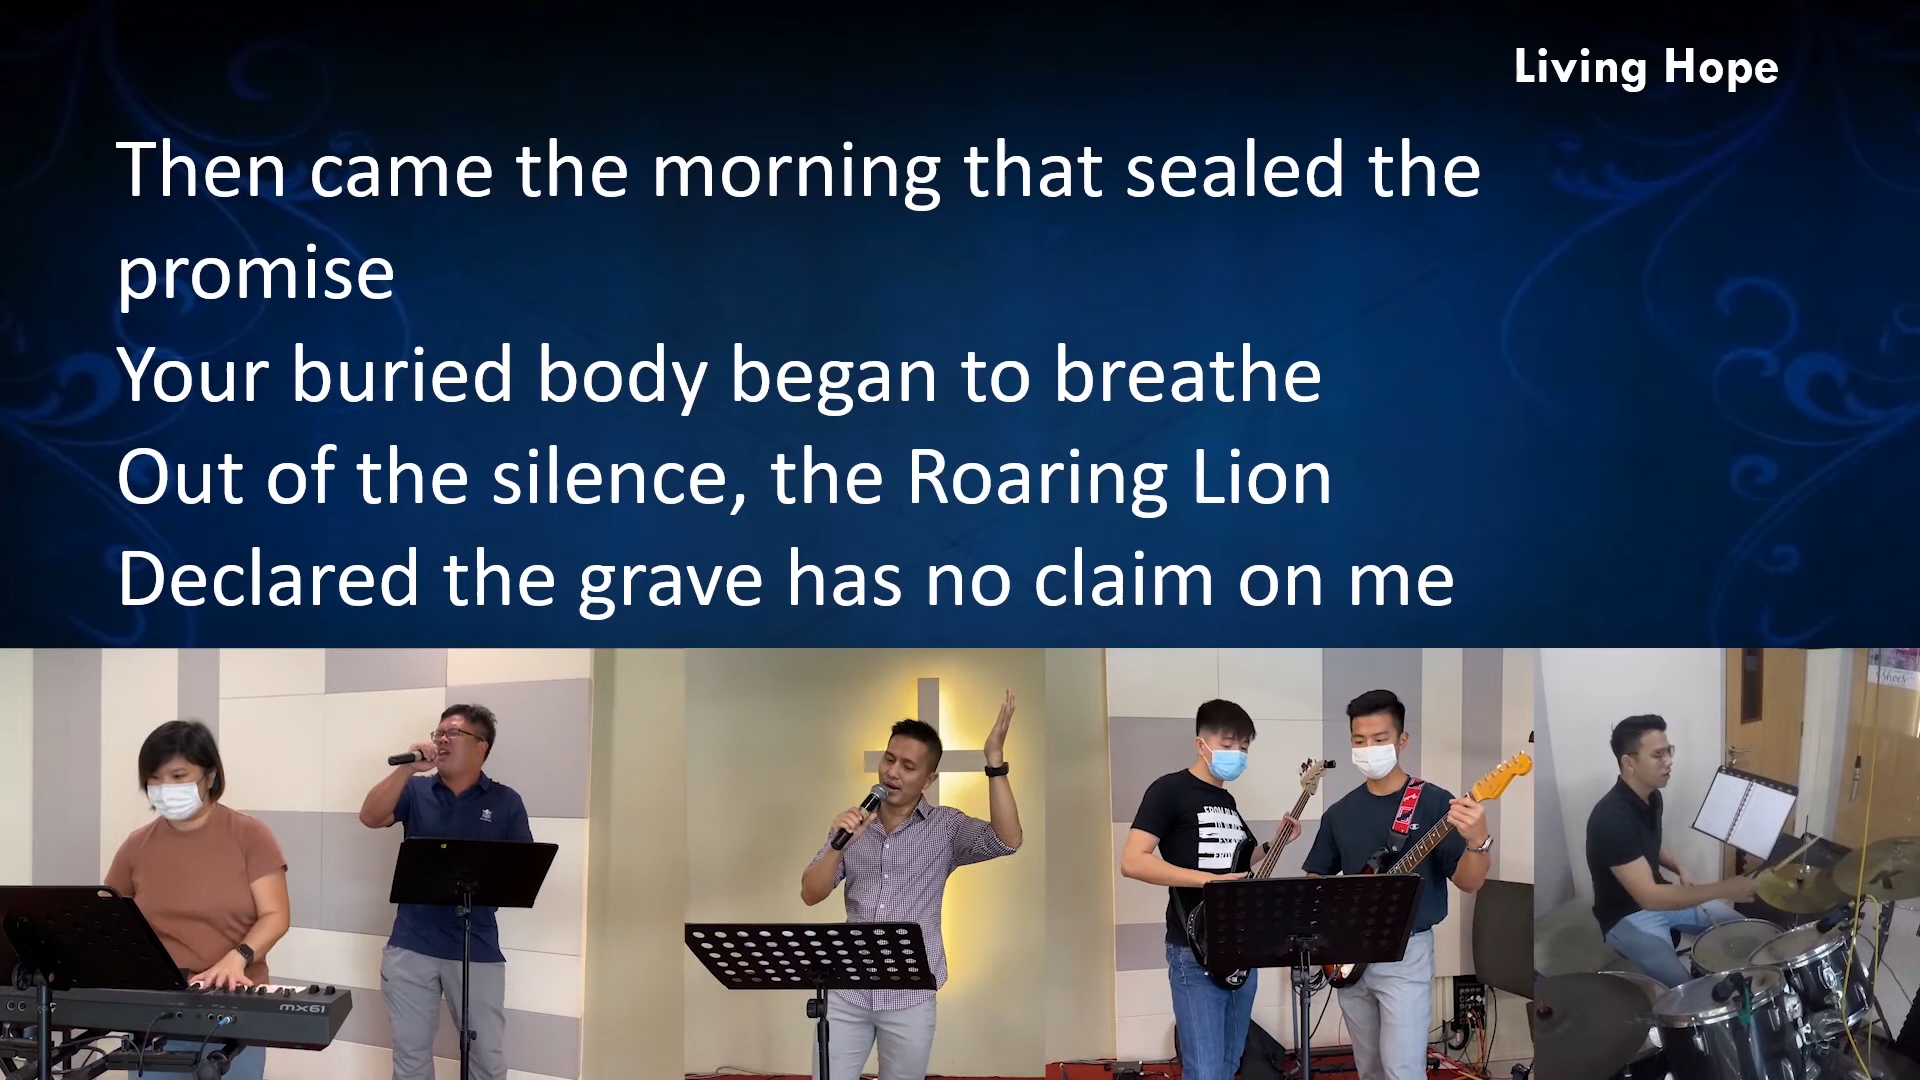 Living Hope
Then came the morning that sealed the
promise
Your buried body began to breathe
Out of the silence, the Roaring Lion
Declared the grave has no claim on me
mx61
shoes